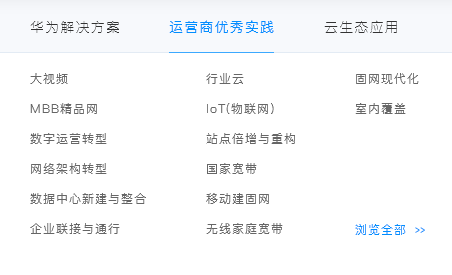 华为解决方案 运营商优秀实践 云生态应用
大视频 行业云 固网现代化
MBB精品网 IoT(物联网) 室内覆盖
数字运营转型 站点倍增与重构
网络架构转型 国家宽带
数据中心新建与整合 移动建固网
企业联接与通行 无线家庭宽带 浏览全部 >>